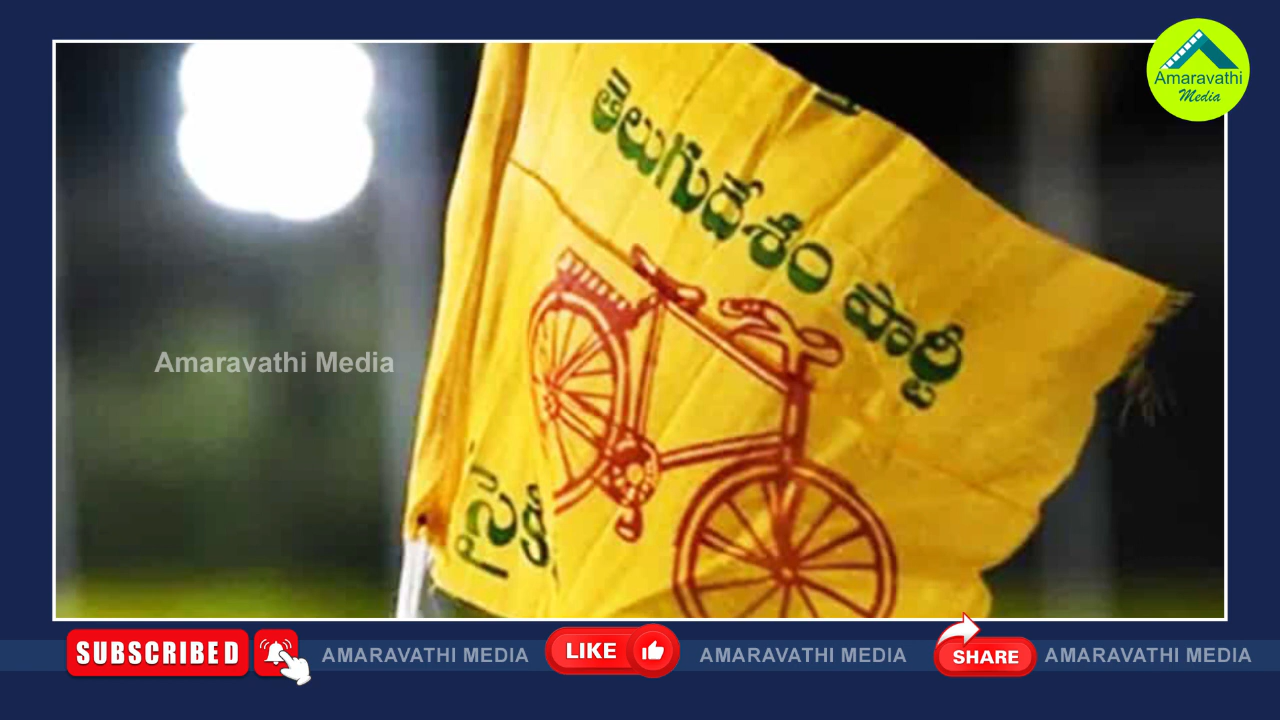 Amaravathi
Media
తెలుగుదేశం పార్టీ
Amaravathi Media
SUBSCRIBED
AMARAVATHI MEDIA
LIKE
AMARAVATHI MEDIA
SHARE
AMARAVATHI MEDIA